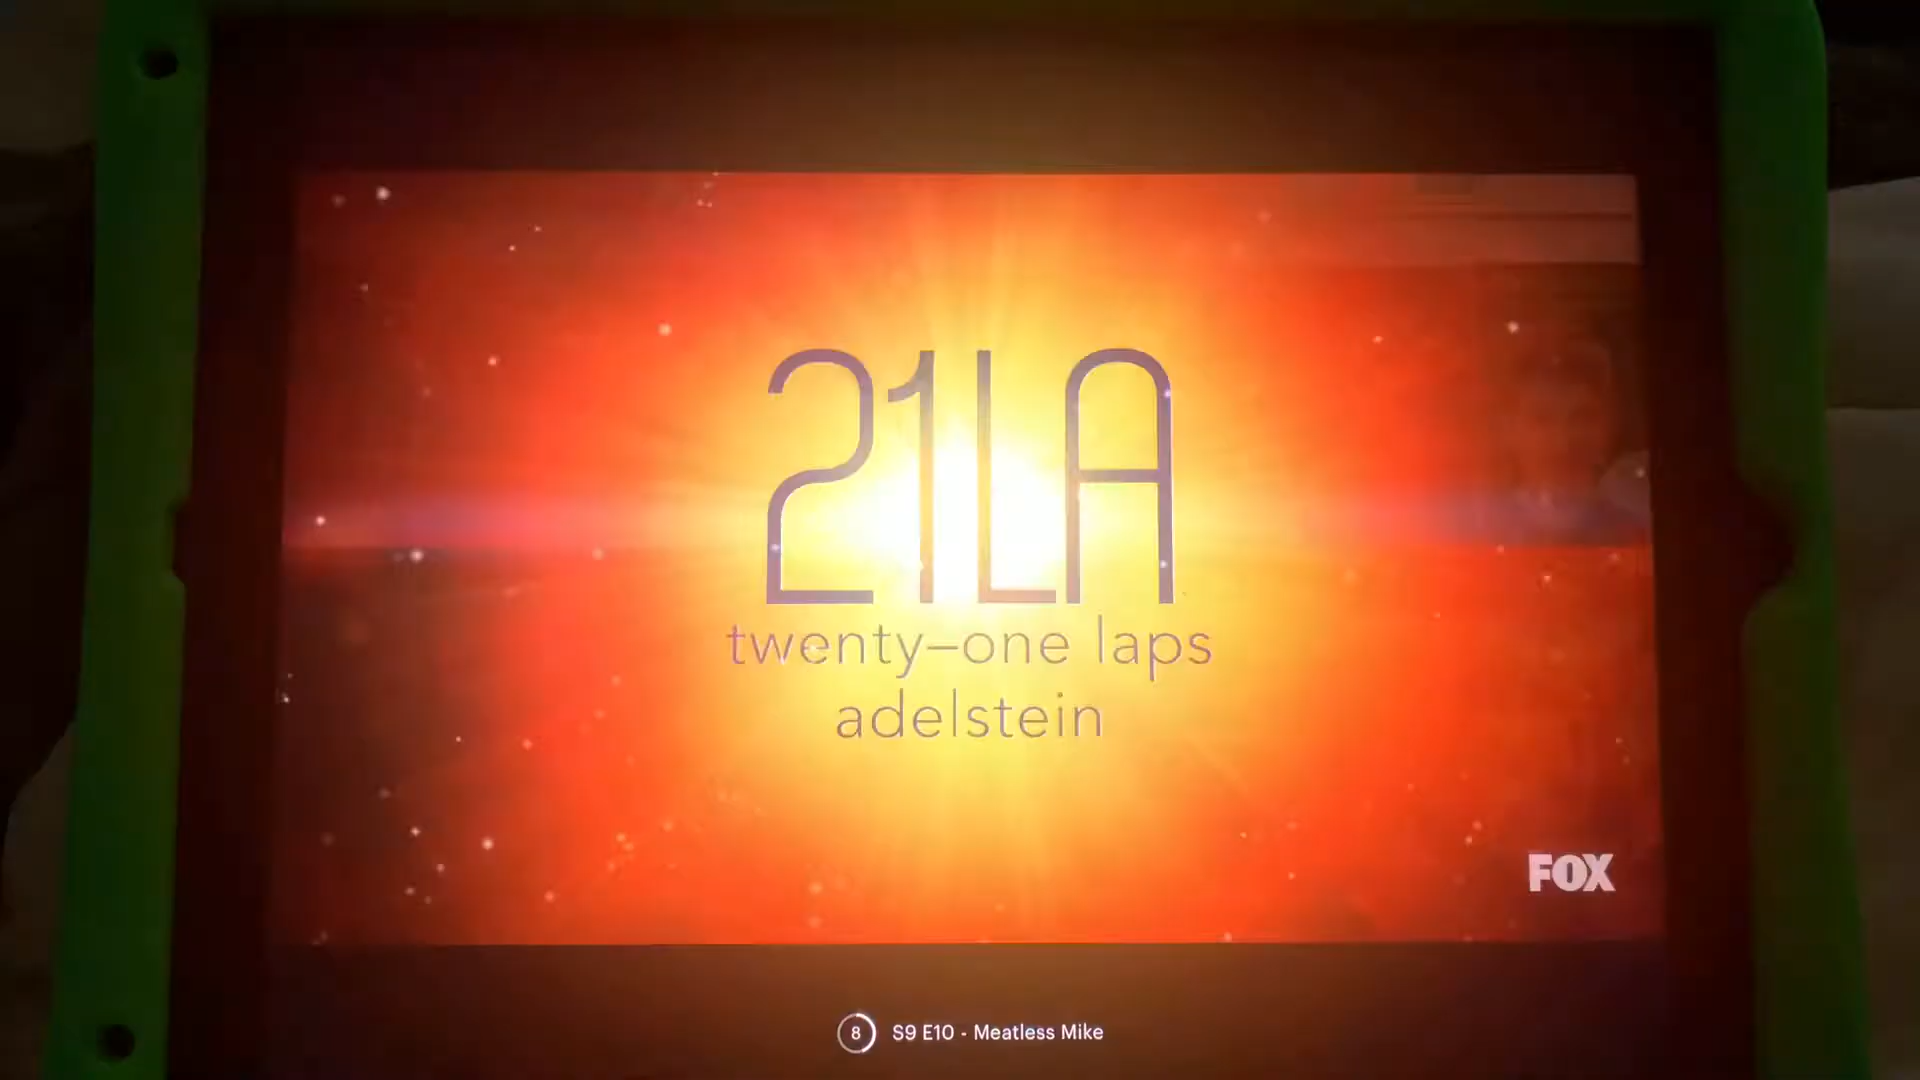 21LA
twenty–one laps
adelstein
FOX
8 S9 E10 - Meatless Mike